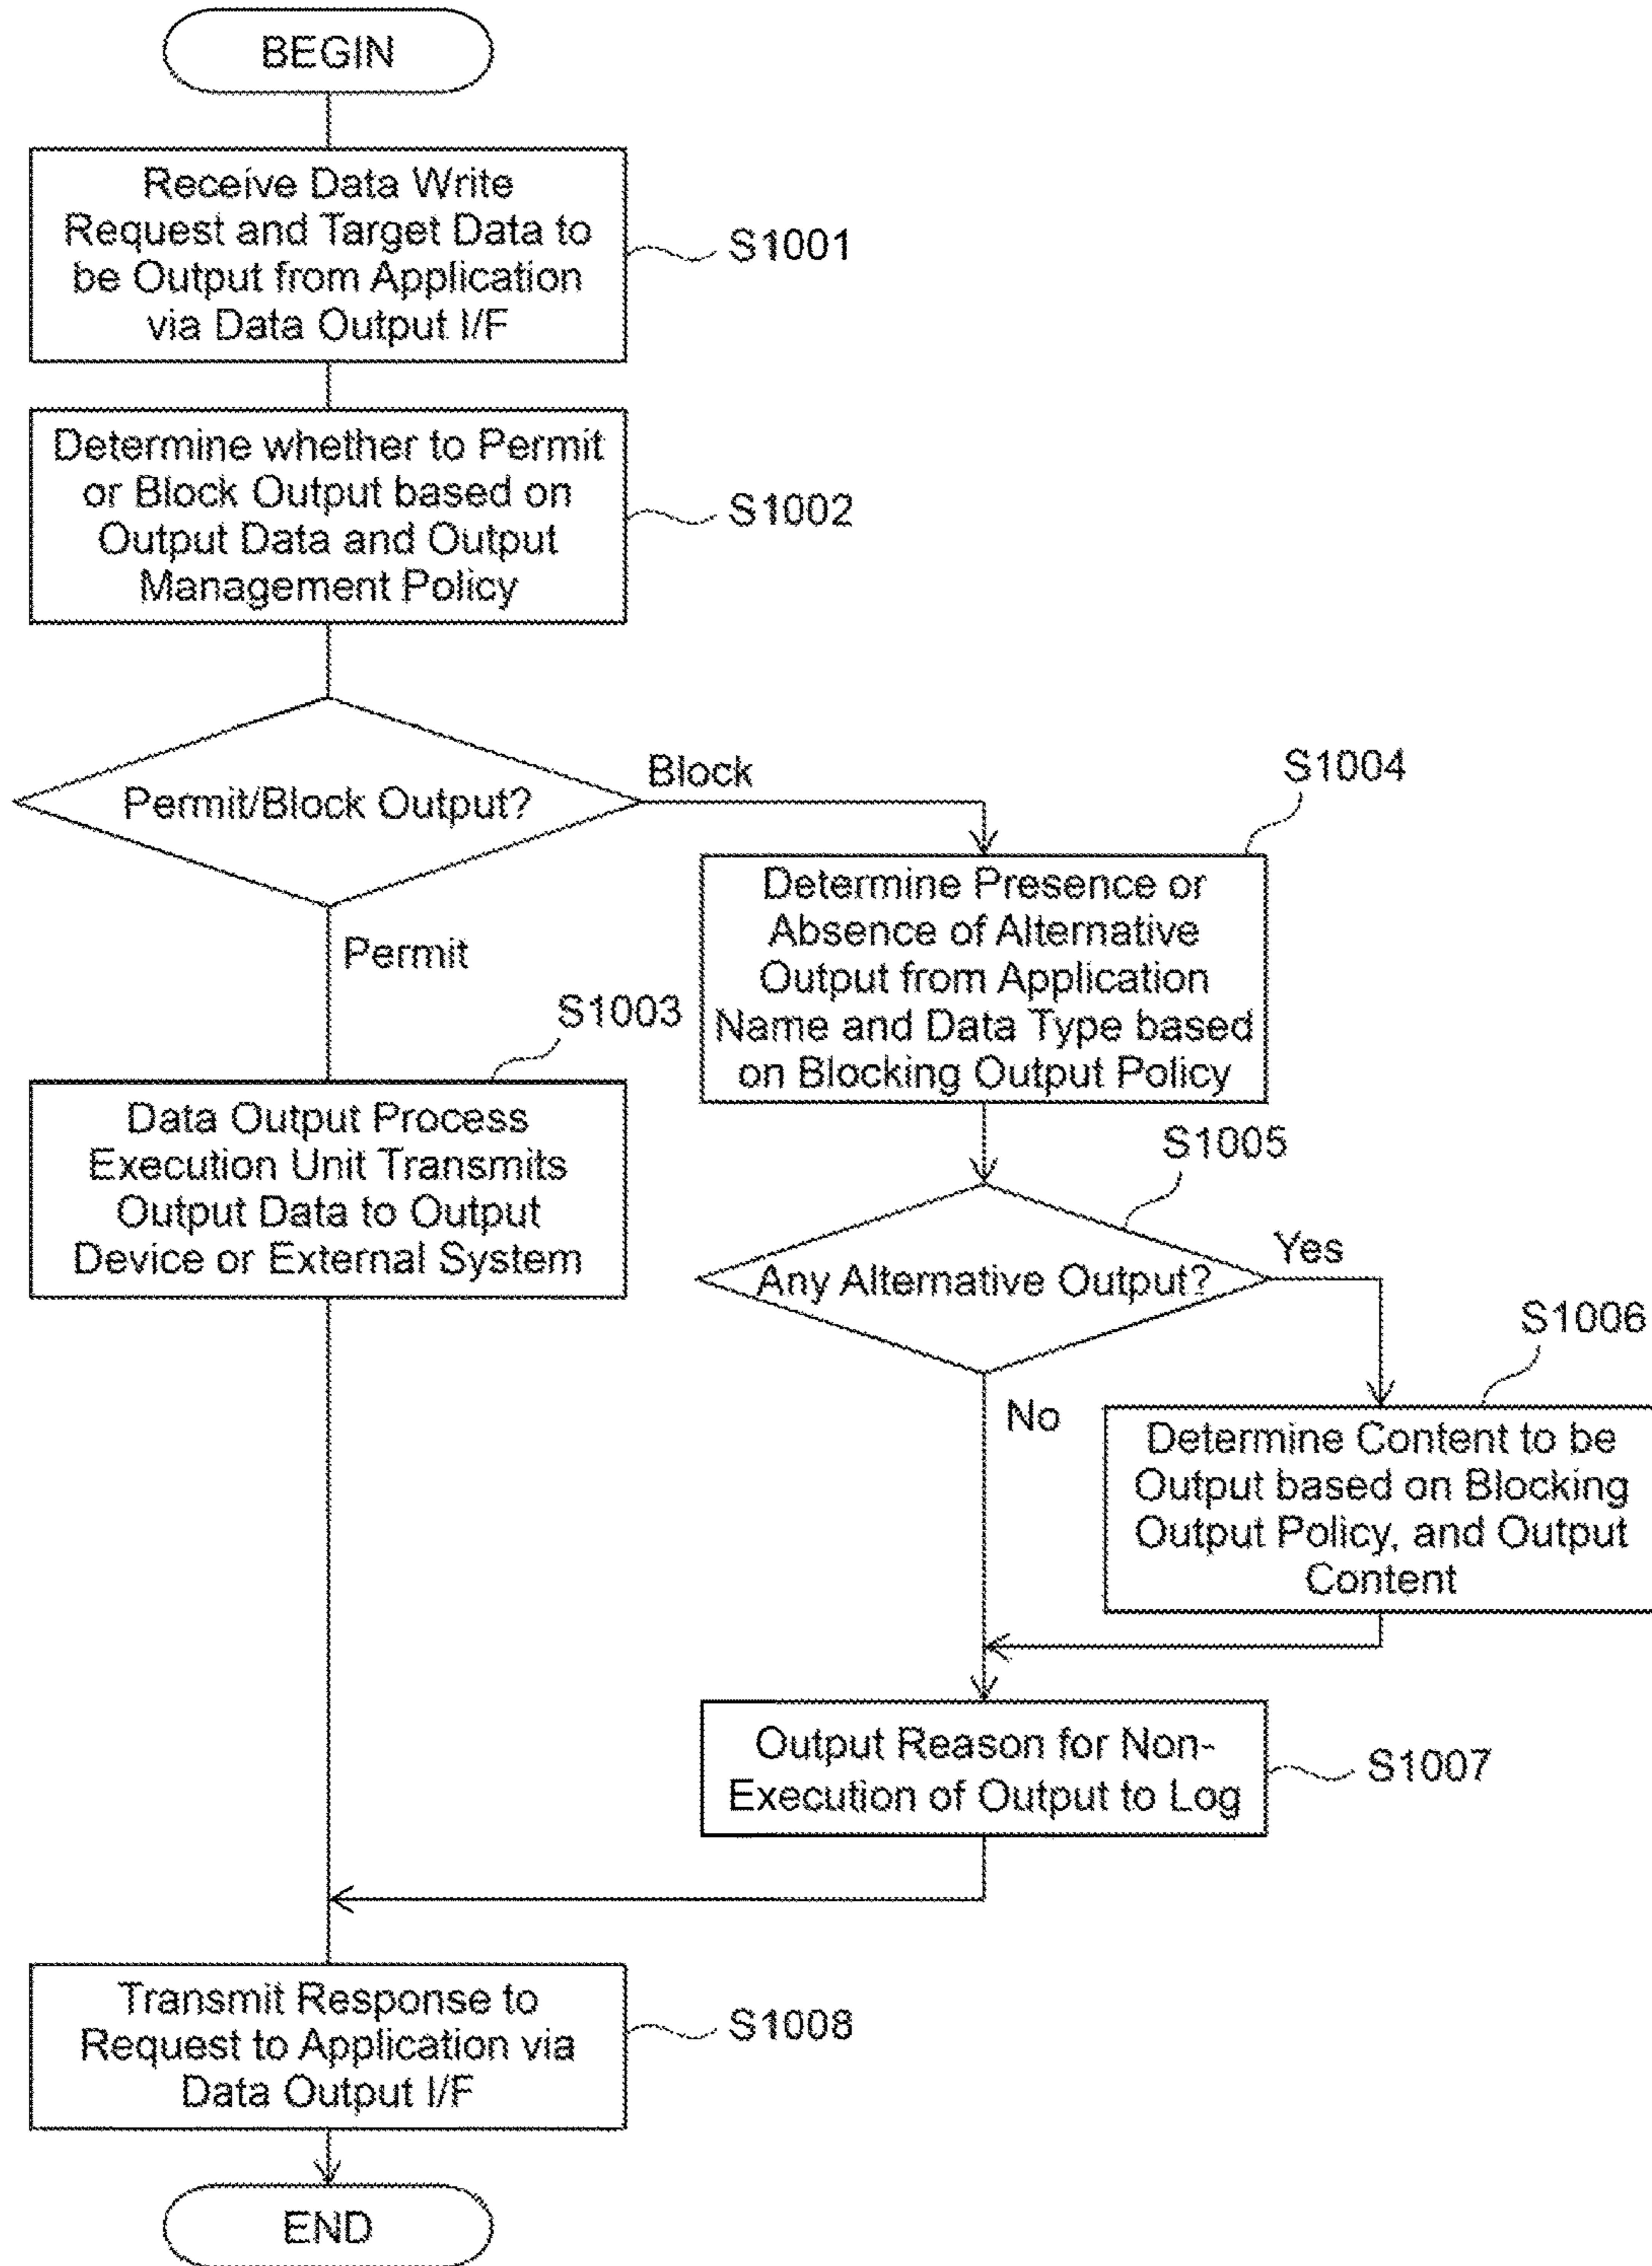 BEGIN
Receive Data Write
Request and Target Data to
be Output from Application
via Data Output I/F
S1001
Determine whether to Permit
or Block Output based on
Output Data and Output
Management Policy
S1002
Permit/Block Output?
Block
Permit
S1004
Determine Presence or
Absence of Alternative
Output from Application
Name and Data Type based
on Blocking Output Policy
S1003
Data Output Process
Execution Unit Transmits
Output Data to Output
Device or External System
S1005
Any Alternative Output?
Yes
No
S1006
Determine Content to be
Output based on Blocking
Output Policy, and Output
Content
Output Reason for Non-
Execution of Output to Log
S1007
Transmit Response to
Request to Application via
Data Output I/F
S1008
END